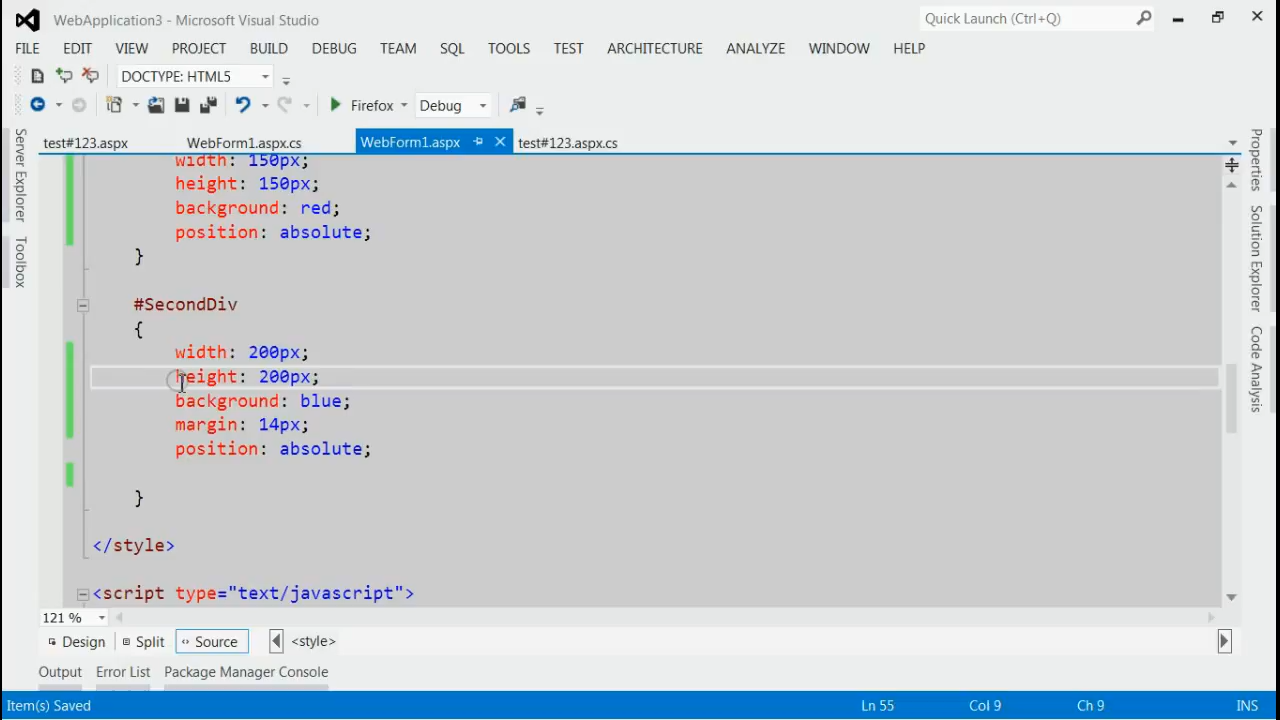 WebApplication3 - Microsoft Visual Studio
Quick Launch (Ctrl+Q)
FILE EDIT VIEW PROJECT BUILD DEBUG TEAM SQL TOOLS TEST ARCHITECTURE ANALYZE WINDOW HELP
DOCTYPE: HTML5
Firefox Debug
test#123.aspx WebForm1.aspx.cs WebForm1.aspx test#123.aspx.cs
Server Explorer
Toolbox
Properties
Solution Explorer
Code Analysis
width: 150px;
height: 150px;
background: red;
position: absolute;
}
#SecondDiv
{
width: 200px;
height: 200px;
background: blue;
margin: 14px;
position: absolute;
}
</style>
<script type="text/javascript">
121 %
Design Split Source <style>
Output Error List Package Manager Console
Item(s) Saved Ln 55 Col 9 Ch 9 INS